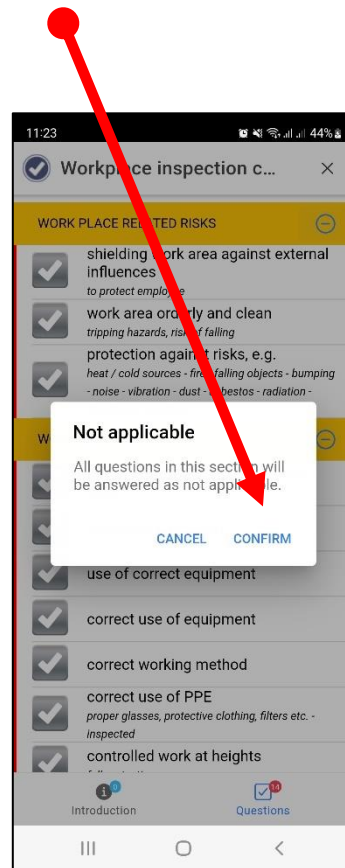 11:23
44%
Workplace inspection c...
WORK PLACE RELATED RISKS
shielding work area against external
influences
to protect employee
work area orderly and clean
tripping hazards, risk of falling
protection against risks, e.g.
heat / cold sources - fire - falling objects - bumping
- noise - vibration - dust - asbestos - radiation -
W
Not applicable
All questions in this section will
be answered as not applicable.
CANCEL CONFIRM
use of correct equipment
correct use of equipment
correct working method
correct use of PPE
proper glasses, protective clothing, filters etc. -
inspected
controlled work at heights
0
14
Introduction
Questions